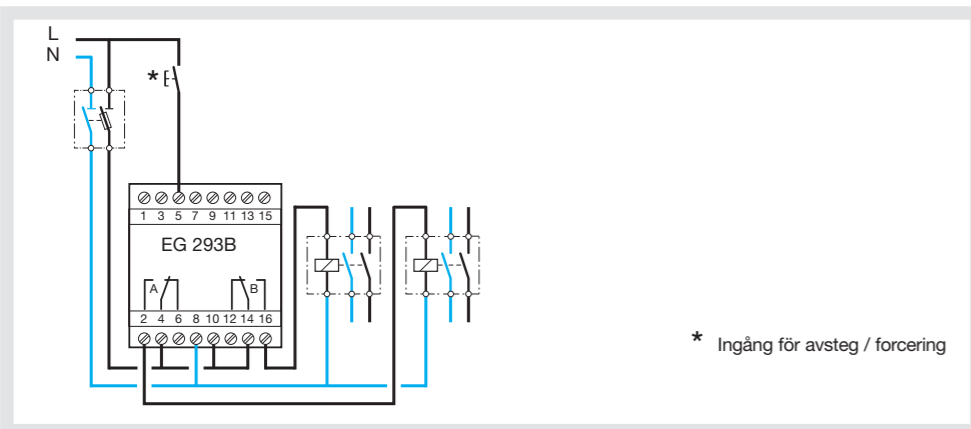 L
N
*
1 3 5 7 9 11 13 15
EG 293B
A B
2 4 6 8 10 12 14 16
* Ingång för avsteg / forcering